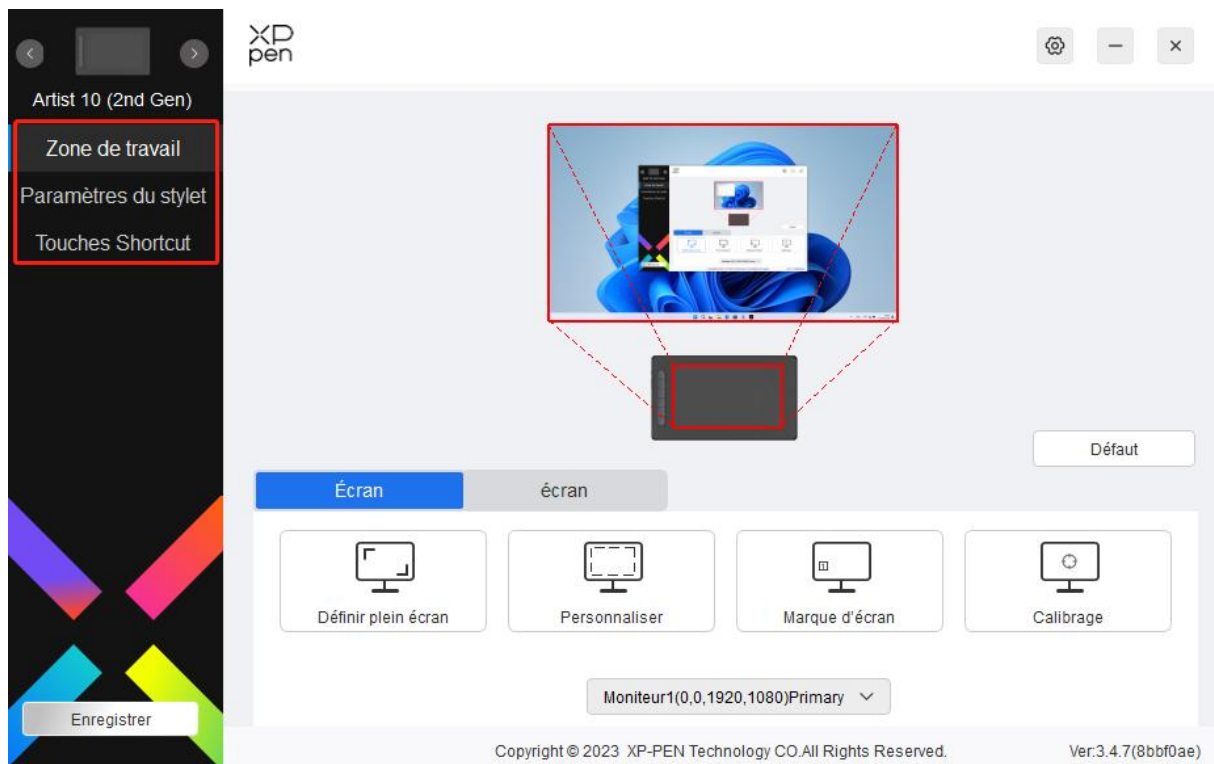 XP
pen
Artist 10 (2nd Gen)
Zone de travail
Paramètres du stylet
Touches Shortcut
Défaut
Écran
écran
Définir plein écran
Personnaliser
Marque d'écran
Calibrage
Moniteur1(0,0,1920,1080)Primary
Enregistrer
Copyright © 2023 XP-PEN Technology CO.All Rights Reserved.
Ver:3.4.7(8bbf0ae)